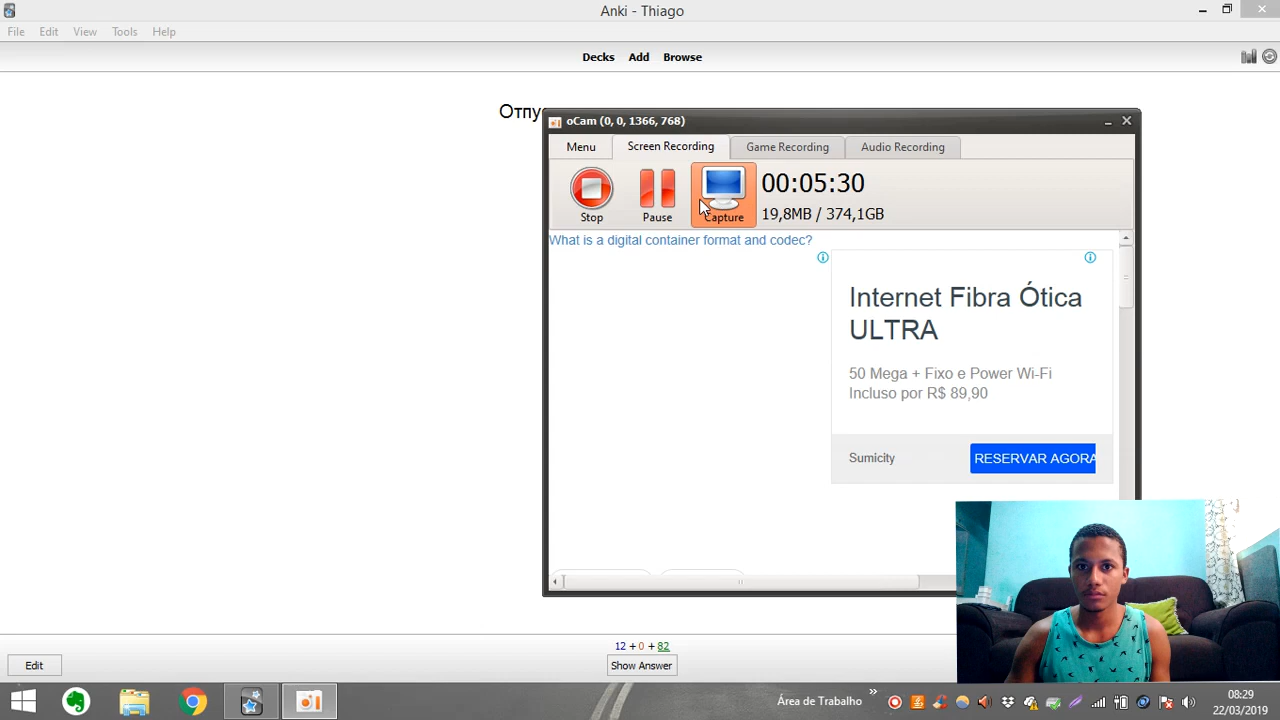 Anki - Thiago
File Edit View Tools Help
Decks Add Browse
Отпу
oCam (0, 0, 1366, 768)
Menu Screen Recording Game Recording Audio Recording
Stop Pause Capture
00:05:30
19,8MB / 374,1GB
What is a digital container format and codec?
Internet Fibra Ótica
ULTRA
50 Mega + Fixo e Power Wi-Fi
Incluso por R$ 89,90
Sumicity RESERVAR AGORA
12 + 0 + 82
Edit Show Answer
Área de Trabalho
08:29
22/03/2019